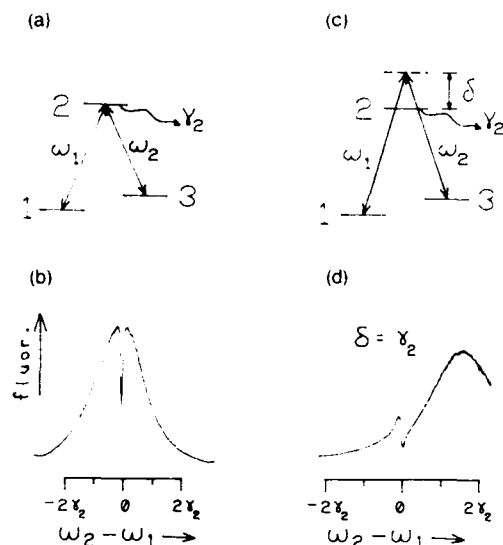 (a)
2
γ₂
ω₁
ω₂
1
3
(c)
δ
2
γ₂
ω₁
ω₂
1
3
(b)
fluor.
-2γ₂ 0 2γ₂
ω₂-ω₁
(d)
δ = γ₂
-2γ₂ 0 2γ₂
ω₂-ω₁